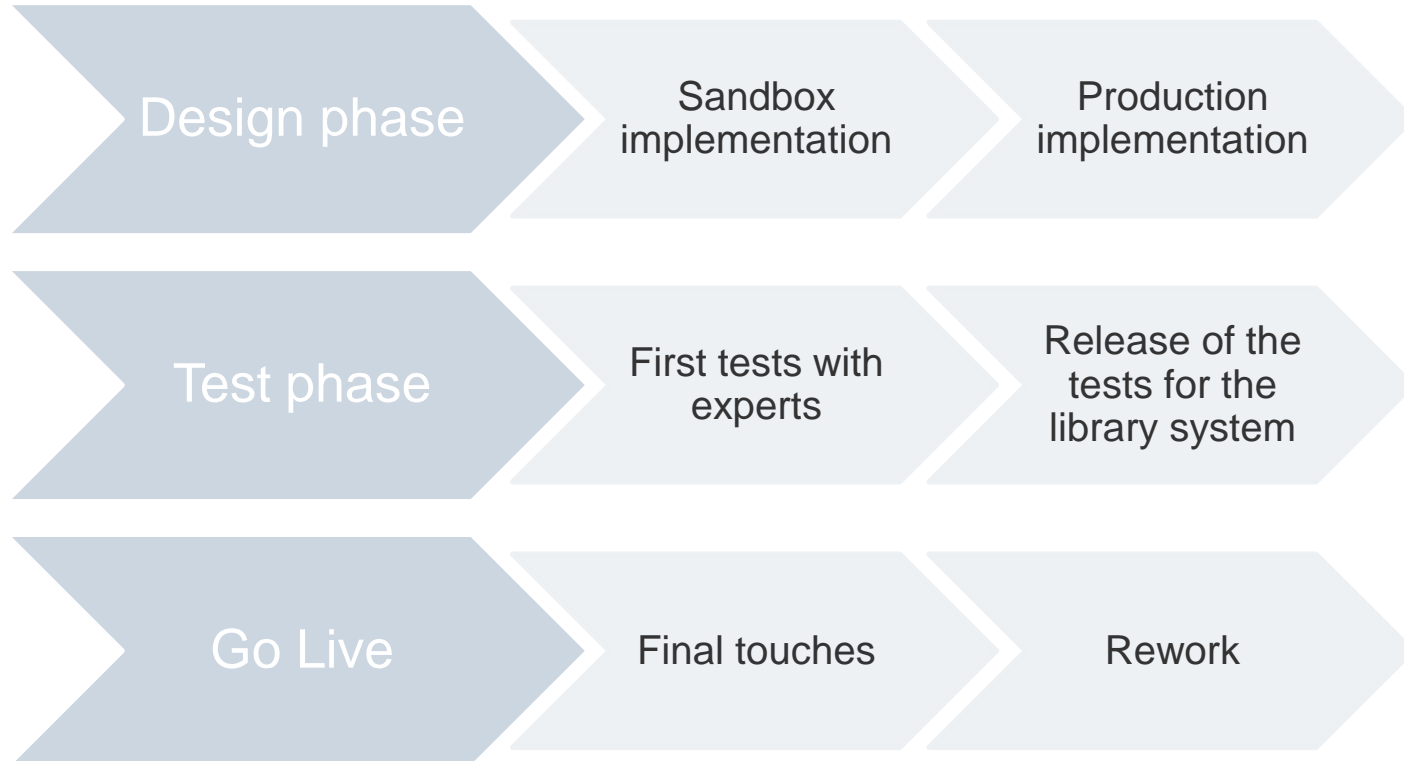 Design phase
Sandbox
implementation
Production
implementation
Test phase
First tests with
experts
Release of the
tests for the
library system
Go Live
Final touches
Rework